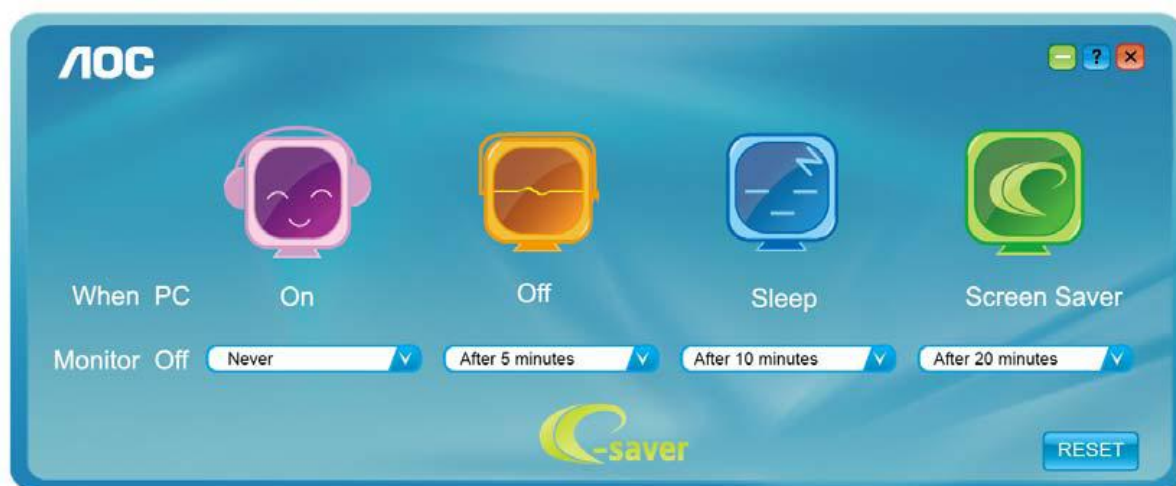 AOC
?
When PC On Off Sleep Screen Saver
Monitor Off Never After 5 minutes After 10 minutes After 20 minutes
e-saver
RESET